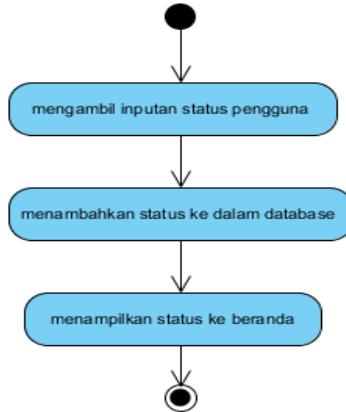 mengambil inputan status pengguna
menambahkan status ke dalam database
menampilkan status ke beranda